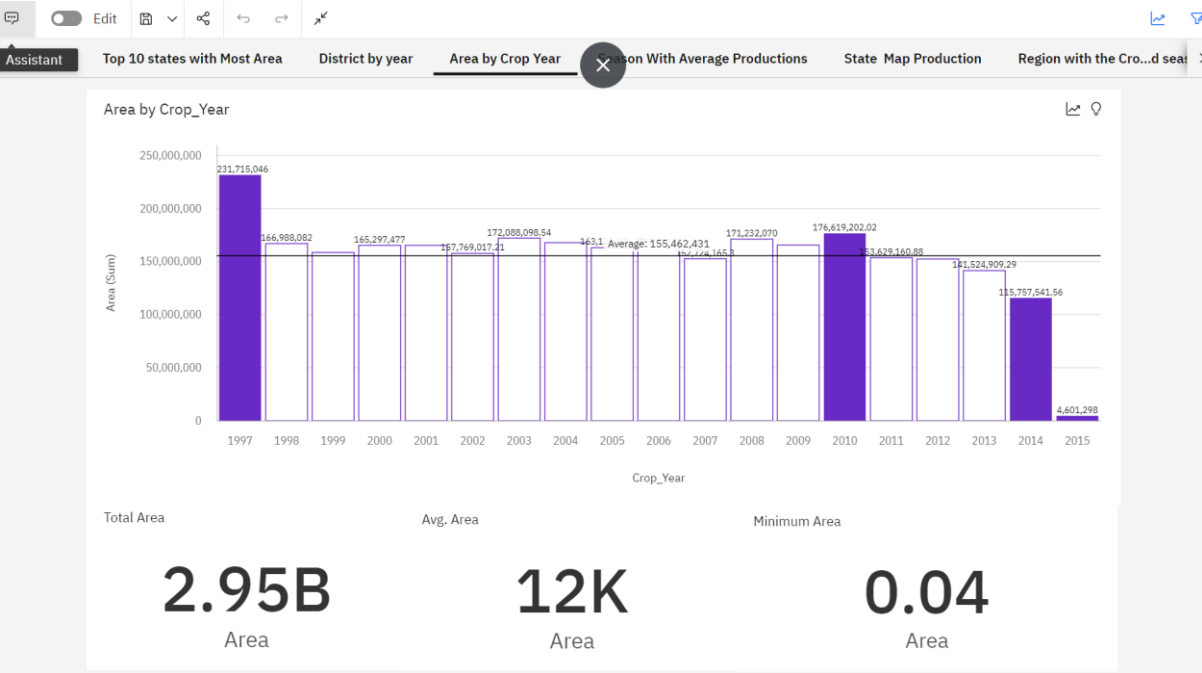 Edit
Assistant
Top 10 states with Most Area
District by year
Area by Crop Year
son With Average Productions
State Map Production
Region with the Cro...d seas
Area by Crop_Year
Area (Sum)
250,000,000
200,000,000
150,000,000
100,000,000
50,000,000
0
231,715,046
166,988,082
165,297,477
157,769,017.21
172,088,098.54
163,1
Average: 155,462,431
171,232,070
176,619,202.02
153,629,160.88
141,524,909.29
115,757,541.56
4,601,298
1997 1998 1999 2000 2001 2002 2003 2004 2005 2006 2007 2008 2009 2010 2011 2012 2013 2014 2015
Crop_Year
Total Area
Avg. Area
Minimum Area
2.95B
12K
0.04
Area
Area
Area